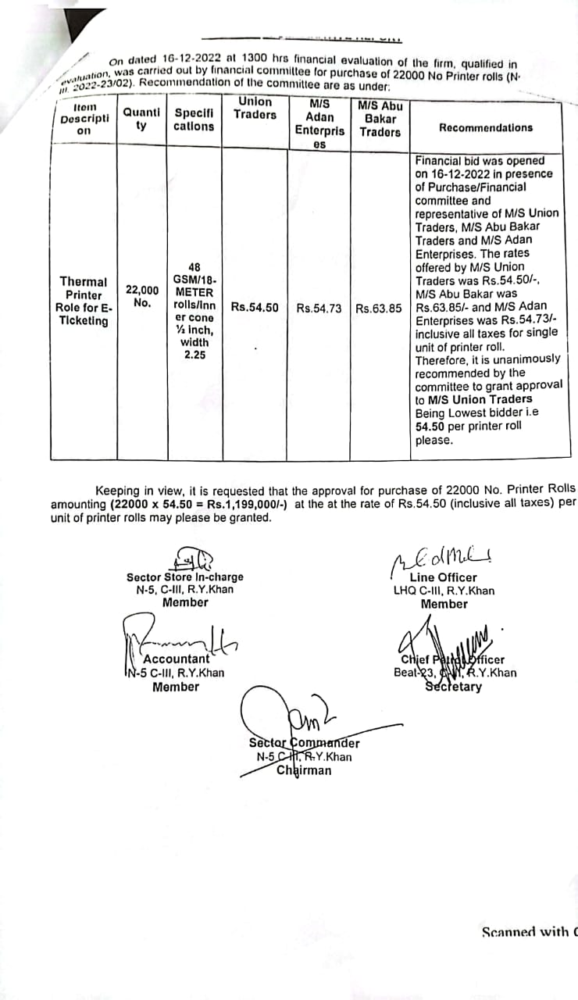 On dated 16-12-2022 at 1300 hrs financial evaluation of the firm, qualified in
evaluation, was carried out by financial committee for purchase of 22000 No Printer rolls (N-
III, 2022-23/02). Recommendation of the committee are as under:
Item Descripti on
Quanti ty
Specifi cations
Union Traders
M/S Adan Enterpris es
M/S Abu Bakar Traders
Recommendations
Thermal
Printer
Role for E-
Ticketing
22,000
No.
48
GSM/18-
METER
rolls/Inn
er cone
½ inch,
width
2.25
Rs.54.50
Rs.54.73
Rs.63.85
Financial bid was opened
on 16-12-2022 in presence
of Purchase/Financial
committee and
representative of M/S Union
Traders, M/S Abu Bakar
Traders and M/S Adan
Enterprises. The rates
offered by M/S Union
Traders was Rs.54.50/-,
M/S Abu Bakar was
Rs.63.85/- and M/S Adan
Enterprises was Rs.54.73/-
inclusive all taxes for single
unit of printer roll.
Therefore, it is unanimously
recommended by the
committee to grant approval
to M/S Union Traders
Being Lowest bidder i.e
54.50 per printer roll
please.
Keeping in view, it is requested that the approval for purchase of 22000 No. Printer Rolls
amounting (22000 x 54.50 = Rs.1,199,000/-) at the at the rate of Rs.54.50 (inclusive all taxes) per
unit of printer rolls may please be granted.
Sector Store In-charge
N-5, C-III, R.Y.Khan
Member
Line Officer
LHQ C-III, R.Y.Khan
Member
Accountant
N-5 C-III, R.Y.Khan
Member
Chief Patrol Officer
Beat-23, R.Y.Khan
Secretary
Sector Commander
N-5 C-III, R.Y.Khan
Chairman
Scanned with